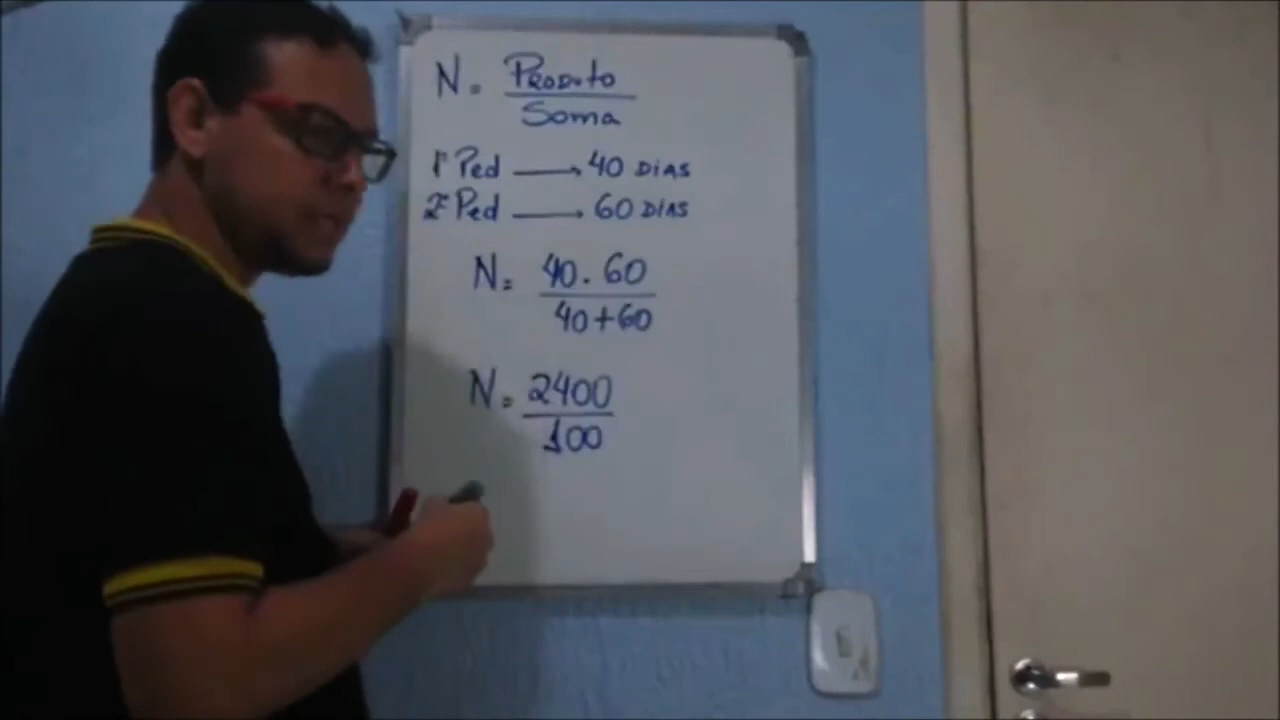 N = Produto
Soma
1º Ped → 40 dias
2º Ped → 60 dias
N = 40 . 60
40+60
N = 2400
100